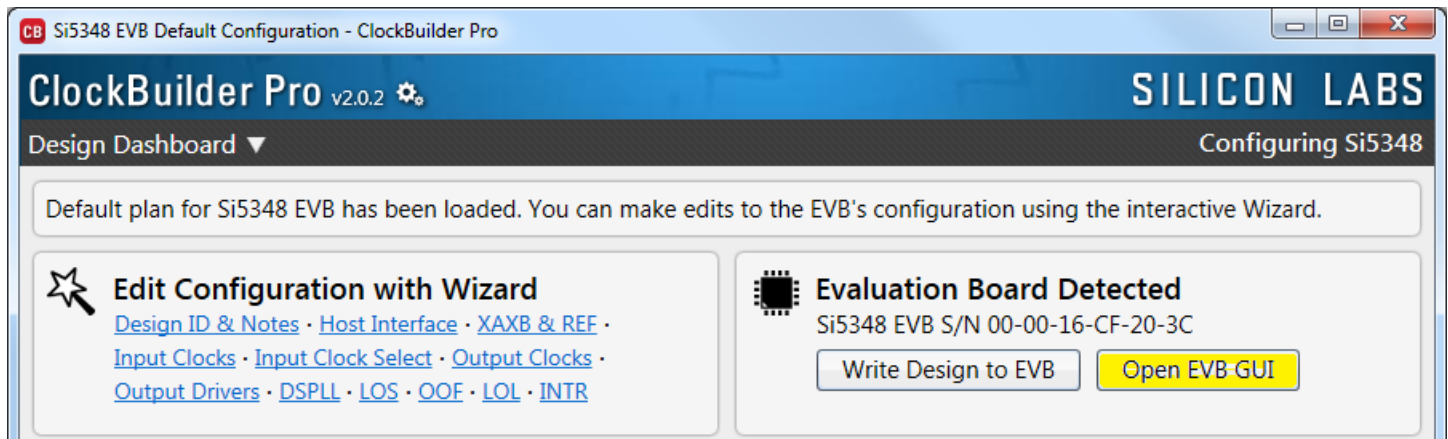 CB Si5348 EVB Default Configuration - ClockBuilder Pro
ClockBuilder Pro v2.0.2
SILICON LABS
Design Dashboard ▼
Configuring Si5348
Default plan for Si5348 EVB has been loaded. You can make edits to the EVB's configuration using the interactive Wizard.
Edit Configuration with Wizard
Design ID & Notes · Host Interface · XAXB & REF ·
Input Clocks · Input Clock Select · Output Clocks ·
Output Drivers · DSPLL · LOS · OOF · LOL · INTR
Evaluation Board Detected
Si5348 EVB S/N 00-00-16-CF-20-3C
Write Design to EVB
Open EVB GUI